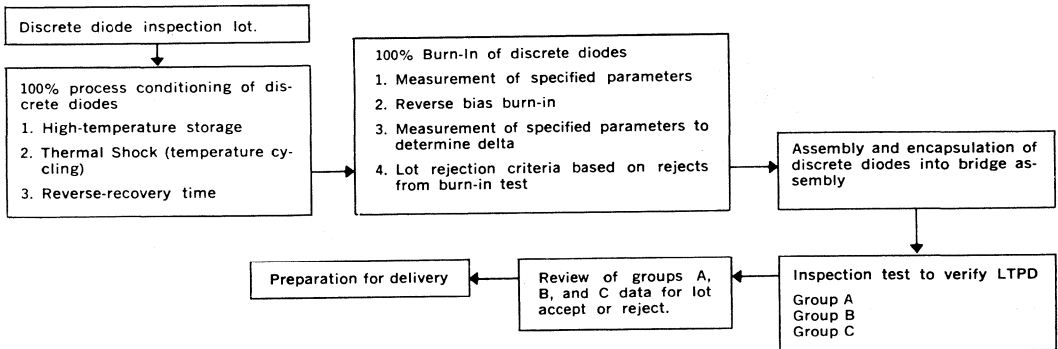 Discrete diode inspection lot.
100% process conditioning of dis-
crete diodes
1. High-temperature storage
2. Thermal Shock (temperature cy-
cling)
3. Reverse-recovery time
100% Burn-In of discrete diodes
1. Measurement of specified parameters
2. Reverse bias burn-in
3. Measurement of specified parameters to
determine delta
4. Lot rejection criteria based on rejects
from burn-in test
Assembly and encapsulation of
discrete diodes into bridge as-
sembly
Inspection test to verify LTPD
Group A
Group B
Group C
Review of groups A,
B, and C data for lot
accept or reject.
Preparation for delivery